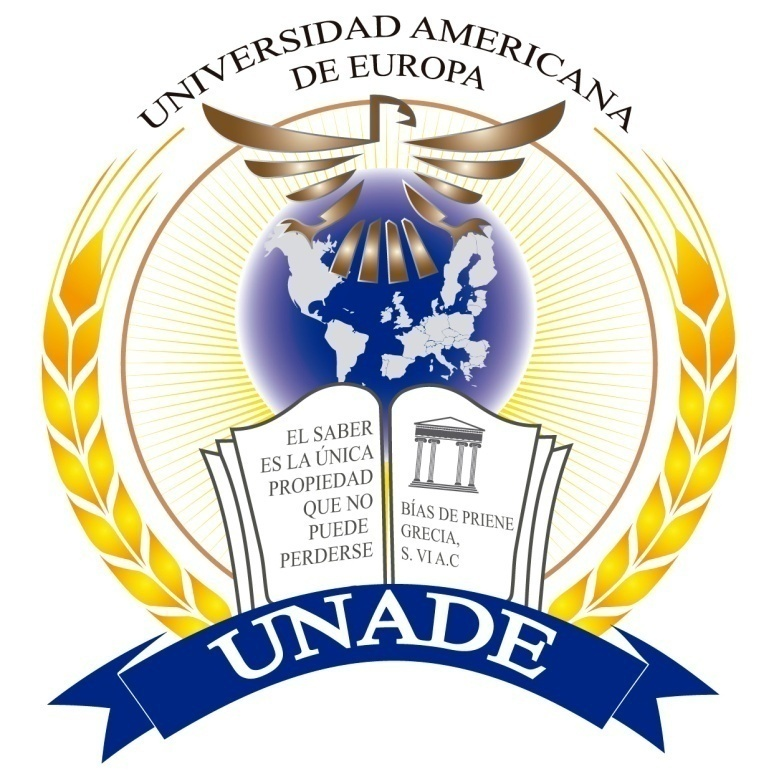 UNIVERSIDAD AMERICANA
DE EUROPA
EL SABER
ES LA ÚNICA
PROPIEDAD
QUE NO
PUEDE
PERDERSE
BÍAS DE PRIENE
GRECIA,
S. VI A.C
UNADE